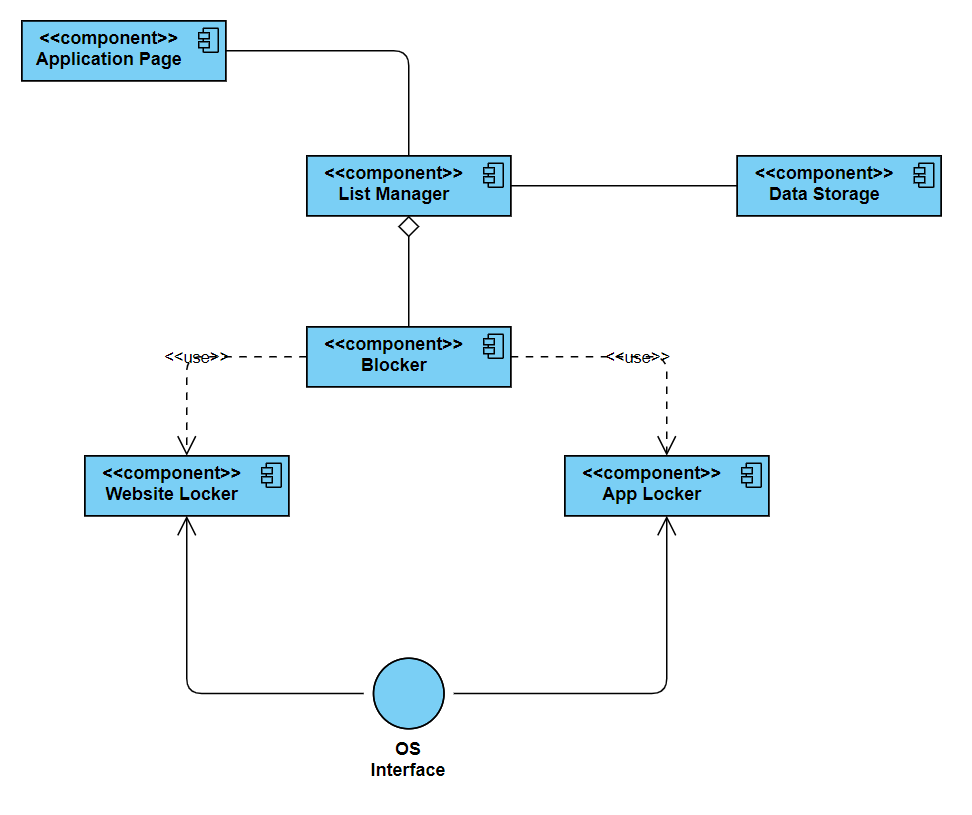 <<component>>
Application Page
<<component>>
List Manager
<<component>>
Data Storage
<<component>>
Blocker
<<use>>
<<use>>
<<component>>
Website Locker
<<component>>
App Locker
OS
Interface